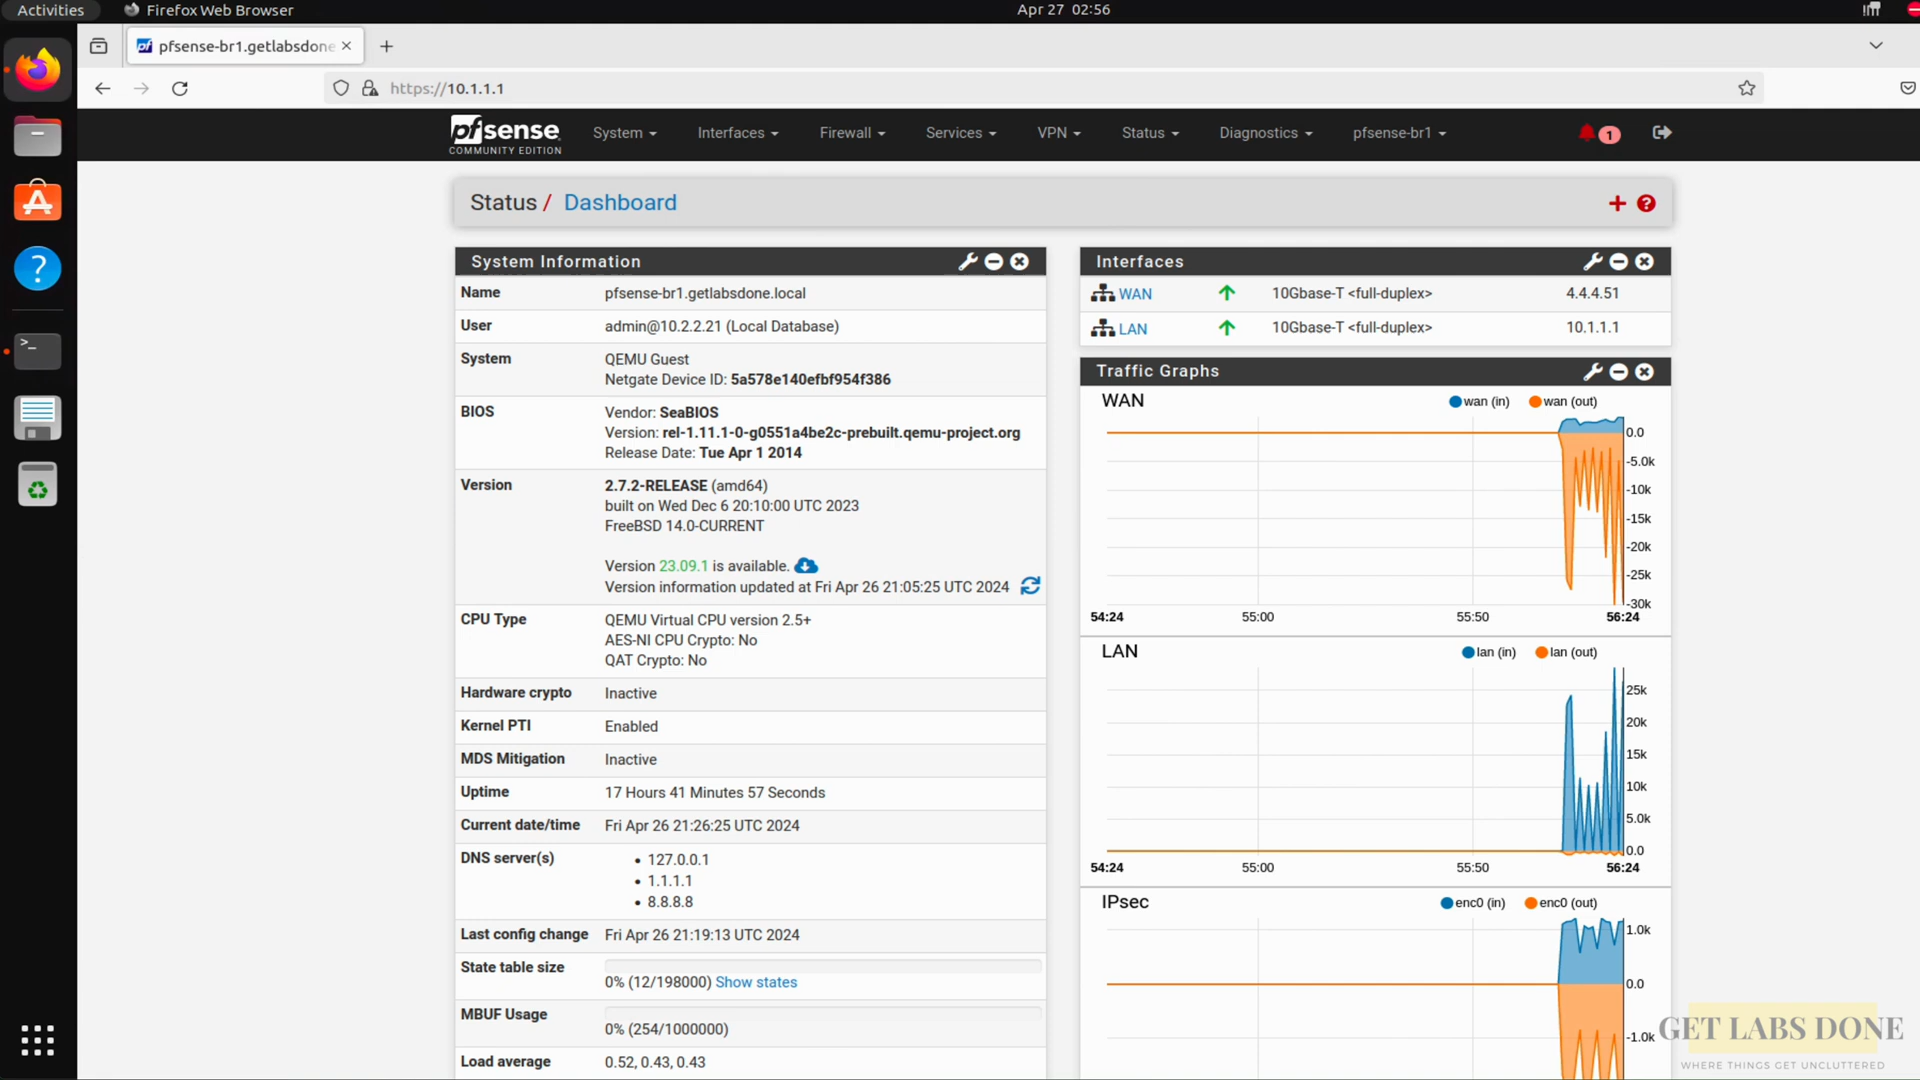 Activities
Firefox Web Browser
Apr 27 02:56
pfsense-br1.getlabsdone
https://10.1.1.1
pfsense
COMMUNITY EDITION
System
Interfaces
Firewall
Services
VPN
Status
Diagnostics
pfsense-br1
1
Status / Dashboard
System Information
Name pfsense-br1.getlabsdone.local
User admin@10.2.2.21 (Local Database)
System QEMU Guest
Netgate Device ID: 5a578e140efbf954f386
BIOS Vendor: SeaBIOS
Version: rel-1.11.1-0-g0551a4be2c-prebuilt.qemu-project.org
Release Date: Tue Apr 1 2014
Version 2.7.2-RELEASE (amd64)
built on Wed Dec 6 20:10:00 UTC 2023
FreeBSD 14.0-CURRENT
Version 23.09.1 is available.
Version information updated at Fri Apr 26 21:05:25 UTC 2024
CPU Type QEMU Virtual CPU version 2.5+
AES-NI CPU Crypto: No
QAT Crypto: No
Hardware crypto Inactive
Kernel PTI Enabled
MDS Mitigation Inactive
Uptime 17 Hours 41 Minutes 57 Seconds
Current date/time Fri Apr 26 21:26:25 UTC 2024
DNS server(s)
• 127.0.0.1
• 1.1.1.1
• 8.8.8.8
Last config change Fri Apr 26 21:19:13 UTC 2024
State table size
0% (12/198000) Show states
MBUF Usage
0% (254/1000000)
Load average 0.52, 0.43, 0.43
Interfaces
WAN 10Gbase-T <full-duplex> 4.4.4.51
LAN 10Gbase-T <full-duplex> 10.1.1.1
Traffic Graphs
WAN
wan (in) wan (out)
0.0
-5.0k
-10k
-15k
-20k
-25k
-30k
54:24 55:00 55:50 56:24
LAN
lan (in) lan (out)
25k
20k
15k
10k
5.0k
0.0
54:24 55:00 55:50 56:24
IPsec
enc0 (in) enc0 (out)
1.0k
0.0
-1.0k
GET LABS DONE
WHERE THINGS GET UNCLUTTERED